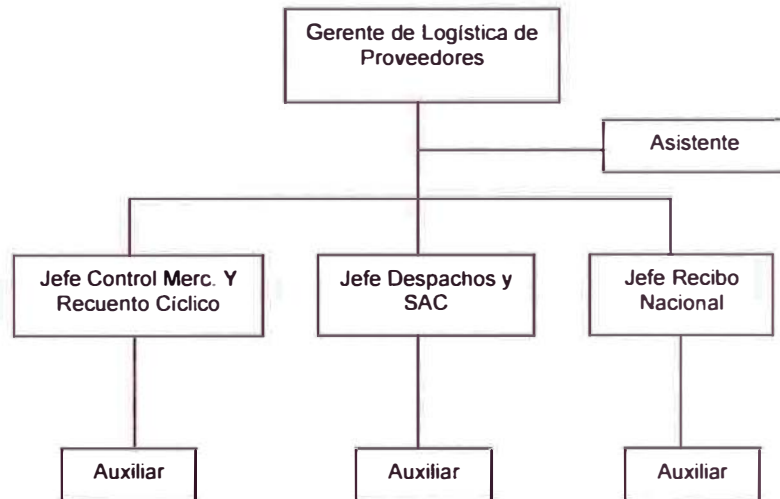 Gerente de Logística de
Proveedores
Asistente
Jefe Control Merc. Y
Recuento Cíclico
Jefe Despachos y
SAC
Jefe Recibo
Nacional
Auxiliar
Auxiliar
Auxiliar